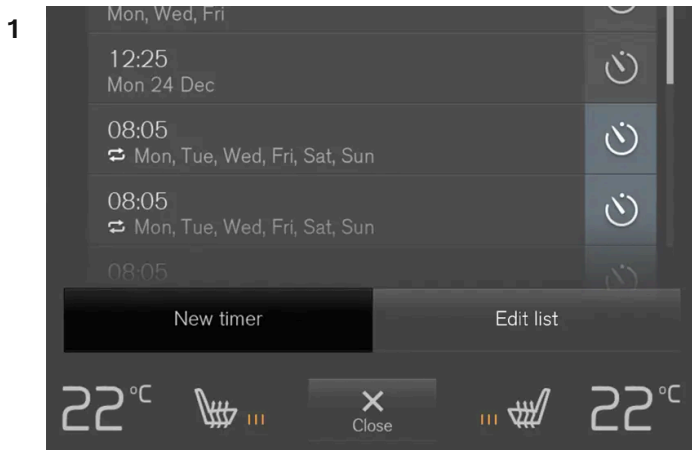 1
Mon, Wed, Fri
12:25
Mon 24 Dec
08:05
Mon, Tue, Wed, Fri, Sat, Sun
08:05
Mon, Tue, Wed, Fri, Sat, Sun
08:05
New timer Edit list
22°C Close 22°C